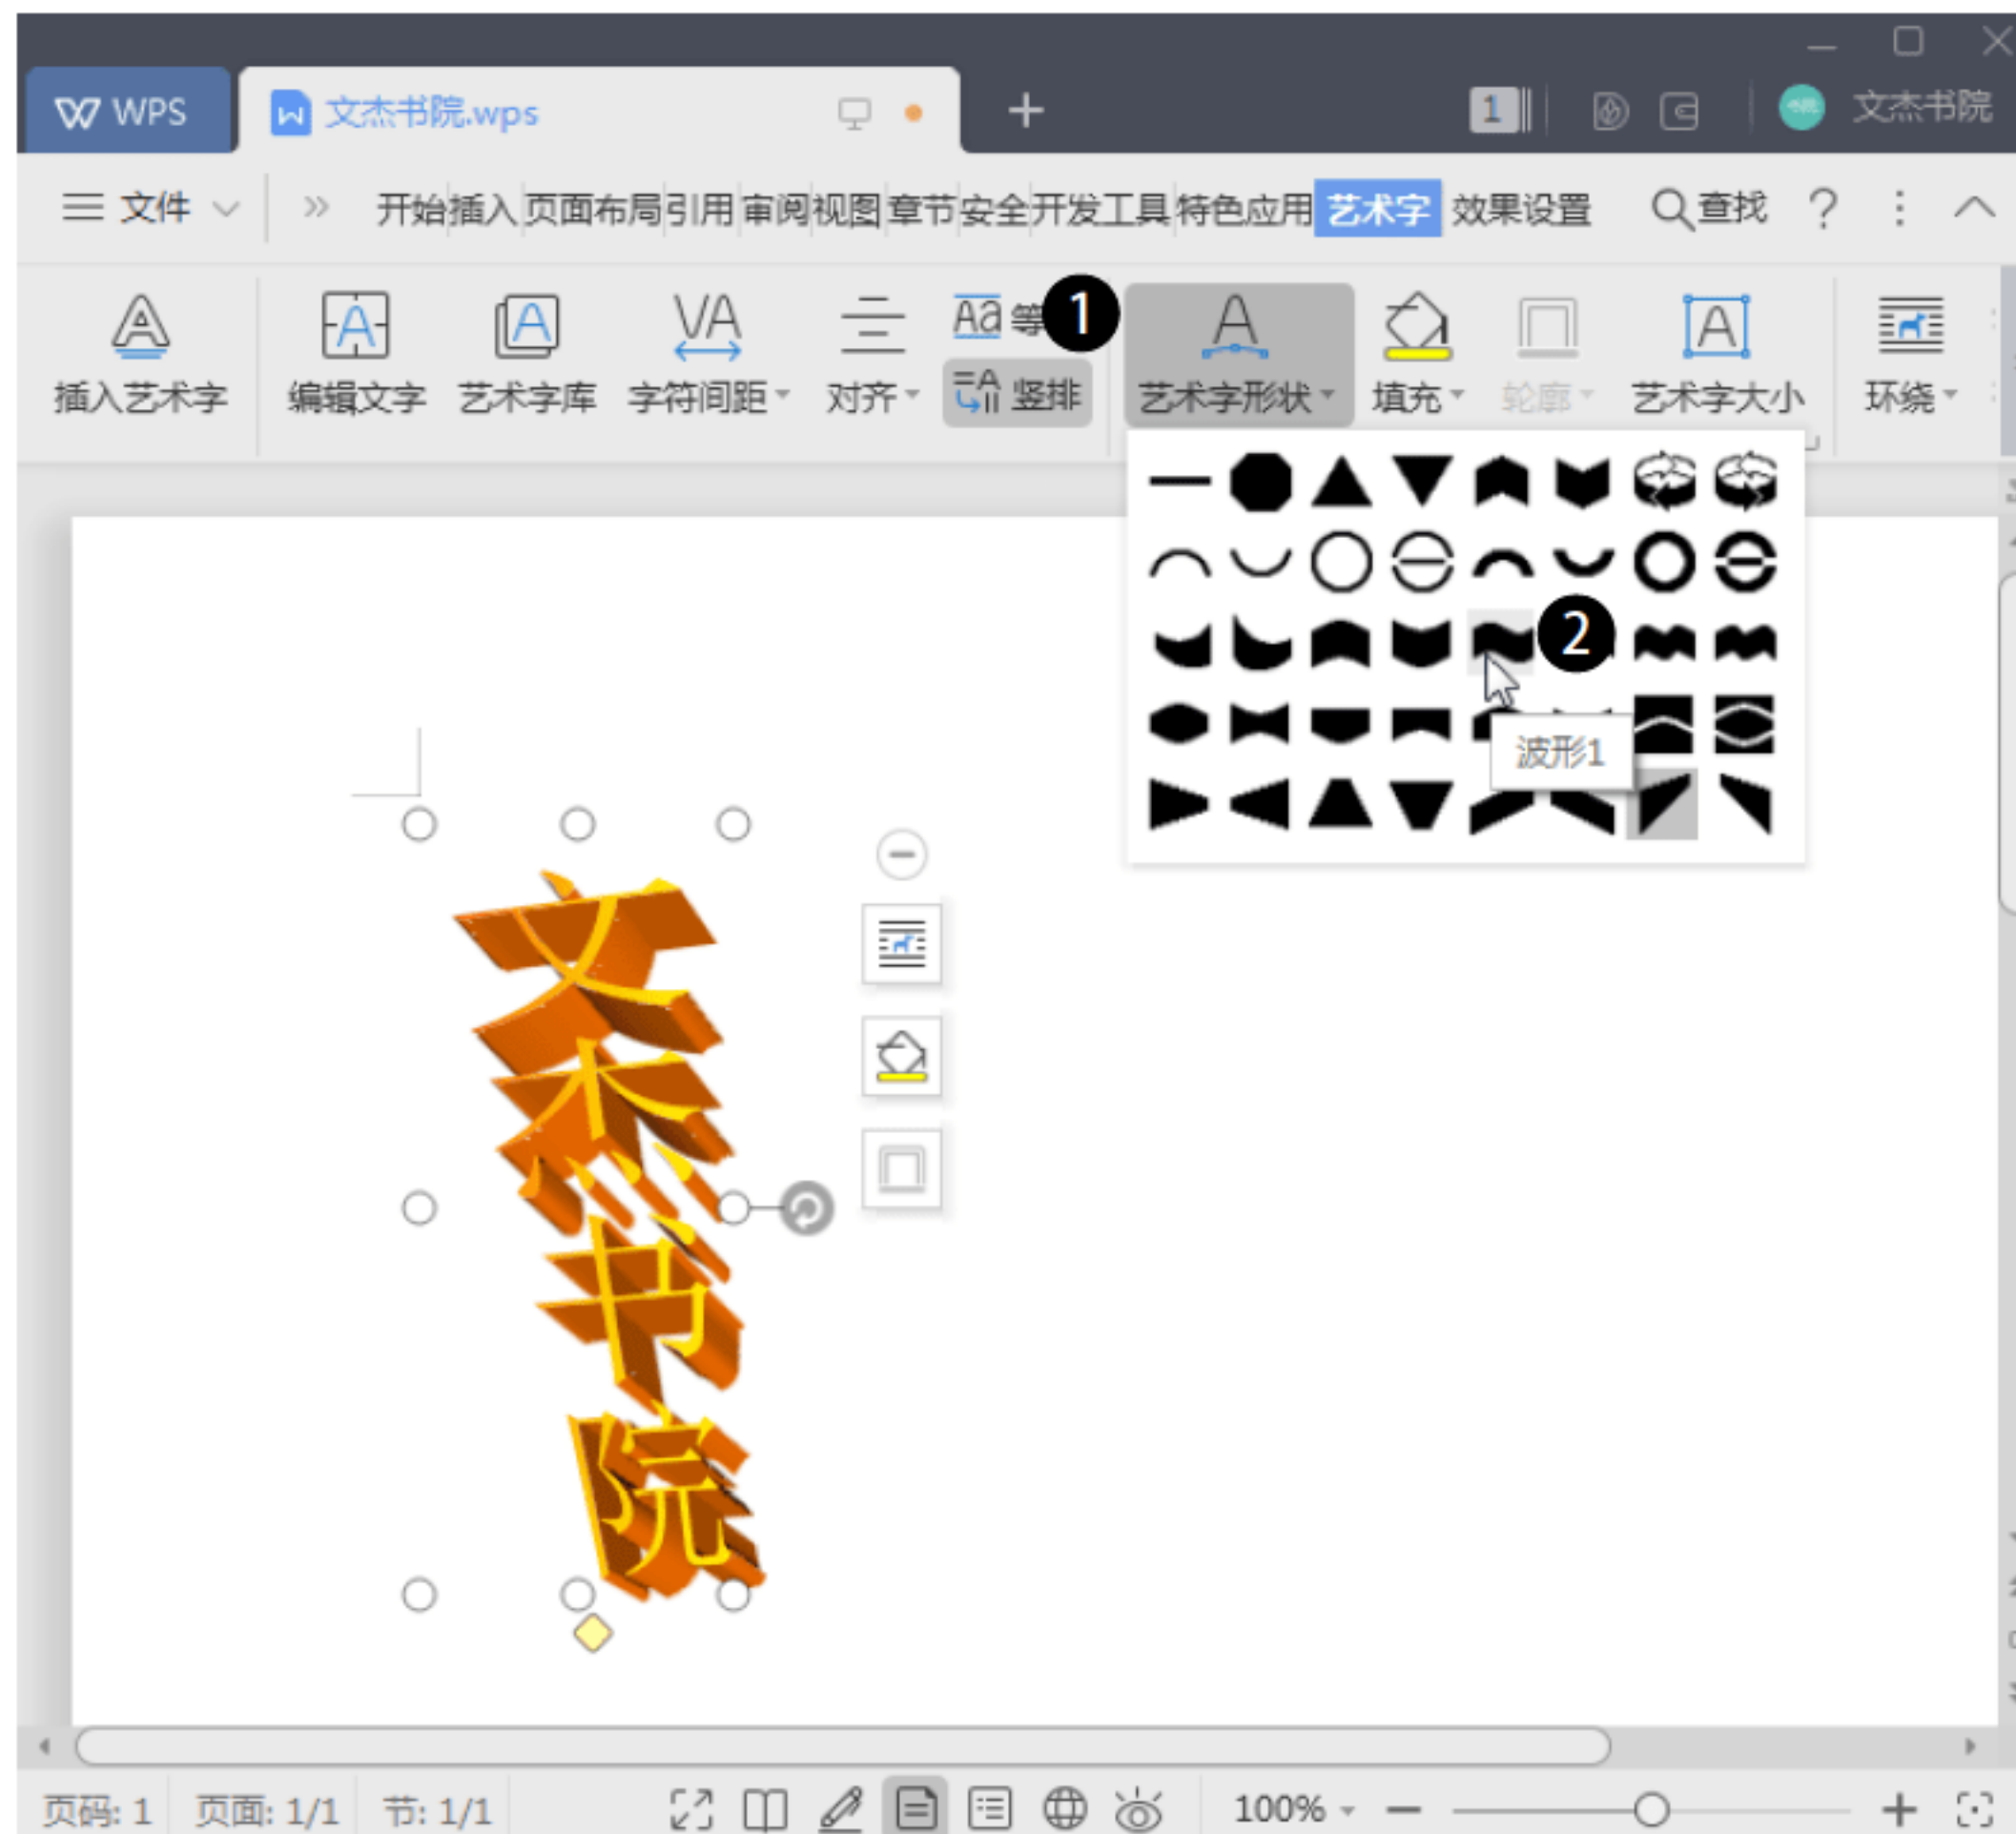 WPS 文杰书院.wps + 1 文杰书院
文件 开始 插入 页面布局 引用 审阅 视图 章节 安全 开发工具 特色应用 艺术字 效果设置 查找 ?
Aa 等 1
插入艺术字 编辑文字 艺术字库 字符间距 对齐 竖排 艺术字形状 填充 轮廓 艺术字大小 环绕
2
波形1
文
杰
书
院
页码: 1 页面: 1/1 节: 1/1 100%